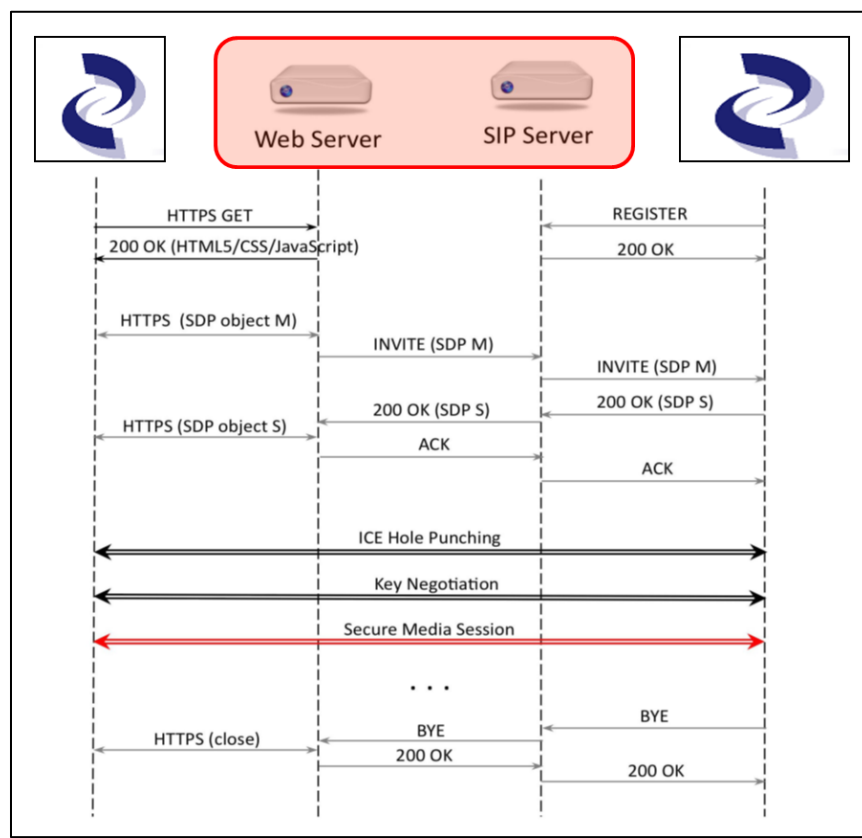 Web Server
SIP Server
HTTPS GET
REGISTER
200 OK (HTML5/CSS/JavaScript)
200 OK
HTTPS (SDP object M)
INVITE (SDP M)
INVITE (SDP M)
200 OK (SDP S)
200 OK (SDP S)
HTTPS (SDP object S)
ACK
ACK
ICE Hole Punching
Key Negotiation
Secure Media Session
. . .
BYE
BYE
HTTPS (close)
200 OK
200 OK